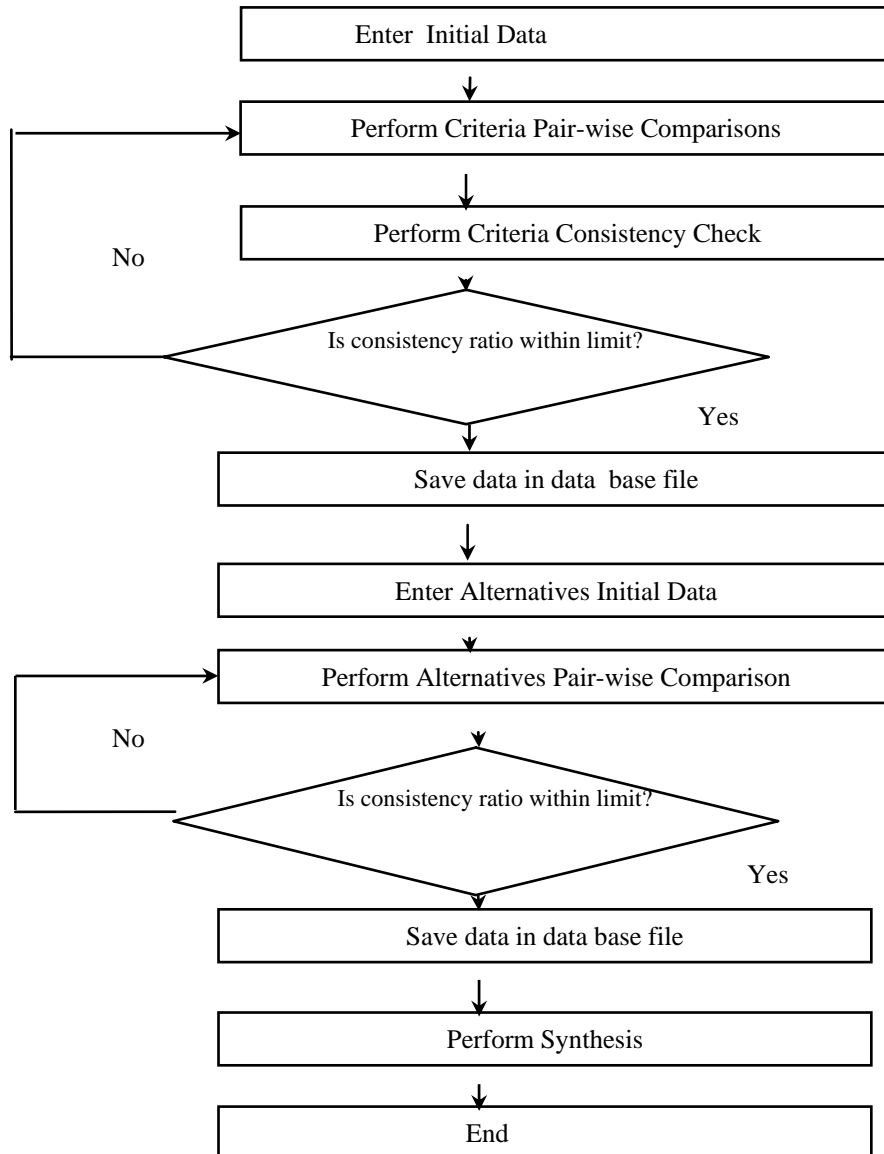 Enter Initial Data
Perform Criteria Pair-wise Comparisons
Perform Criteria Consistency Check
No
Is consistency ratio within limit?
Yes
Save data in data base file
Enter Alternatives Initial Data
Perform Alternatives Pair-wise Comparison
No
Is consistency ratio within limit?
Yes
Save data in data base file
Perform Synthesis
End